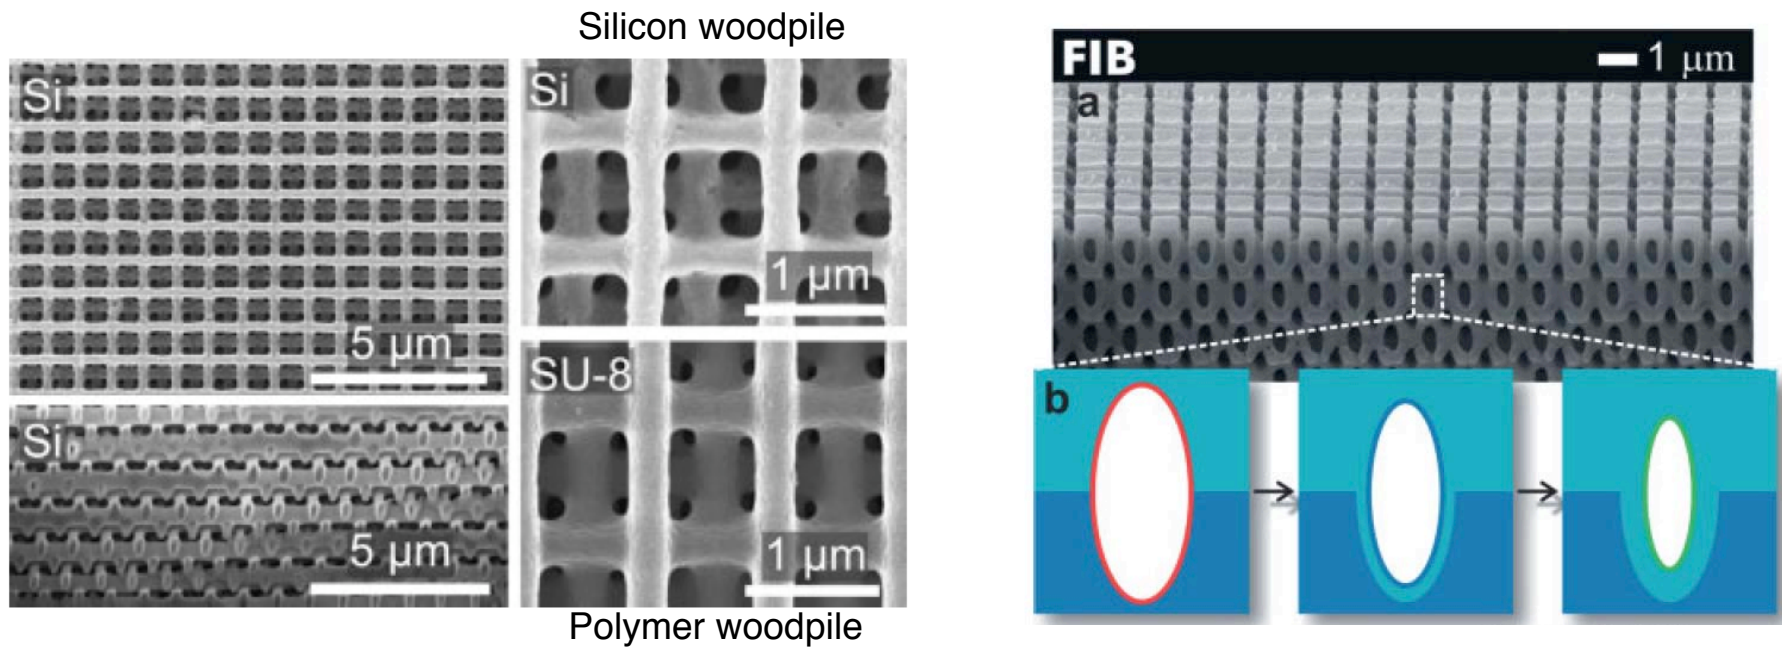 Silicon woodpile
Si
5 μm
Si
5 μm
Si
1 μm
SU-8
1 μm
Polymer woodpile
FIB
1 μm
a
b